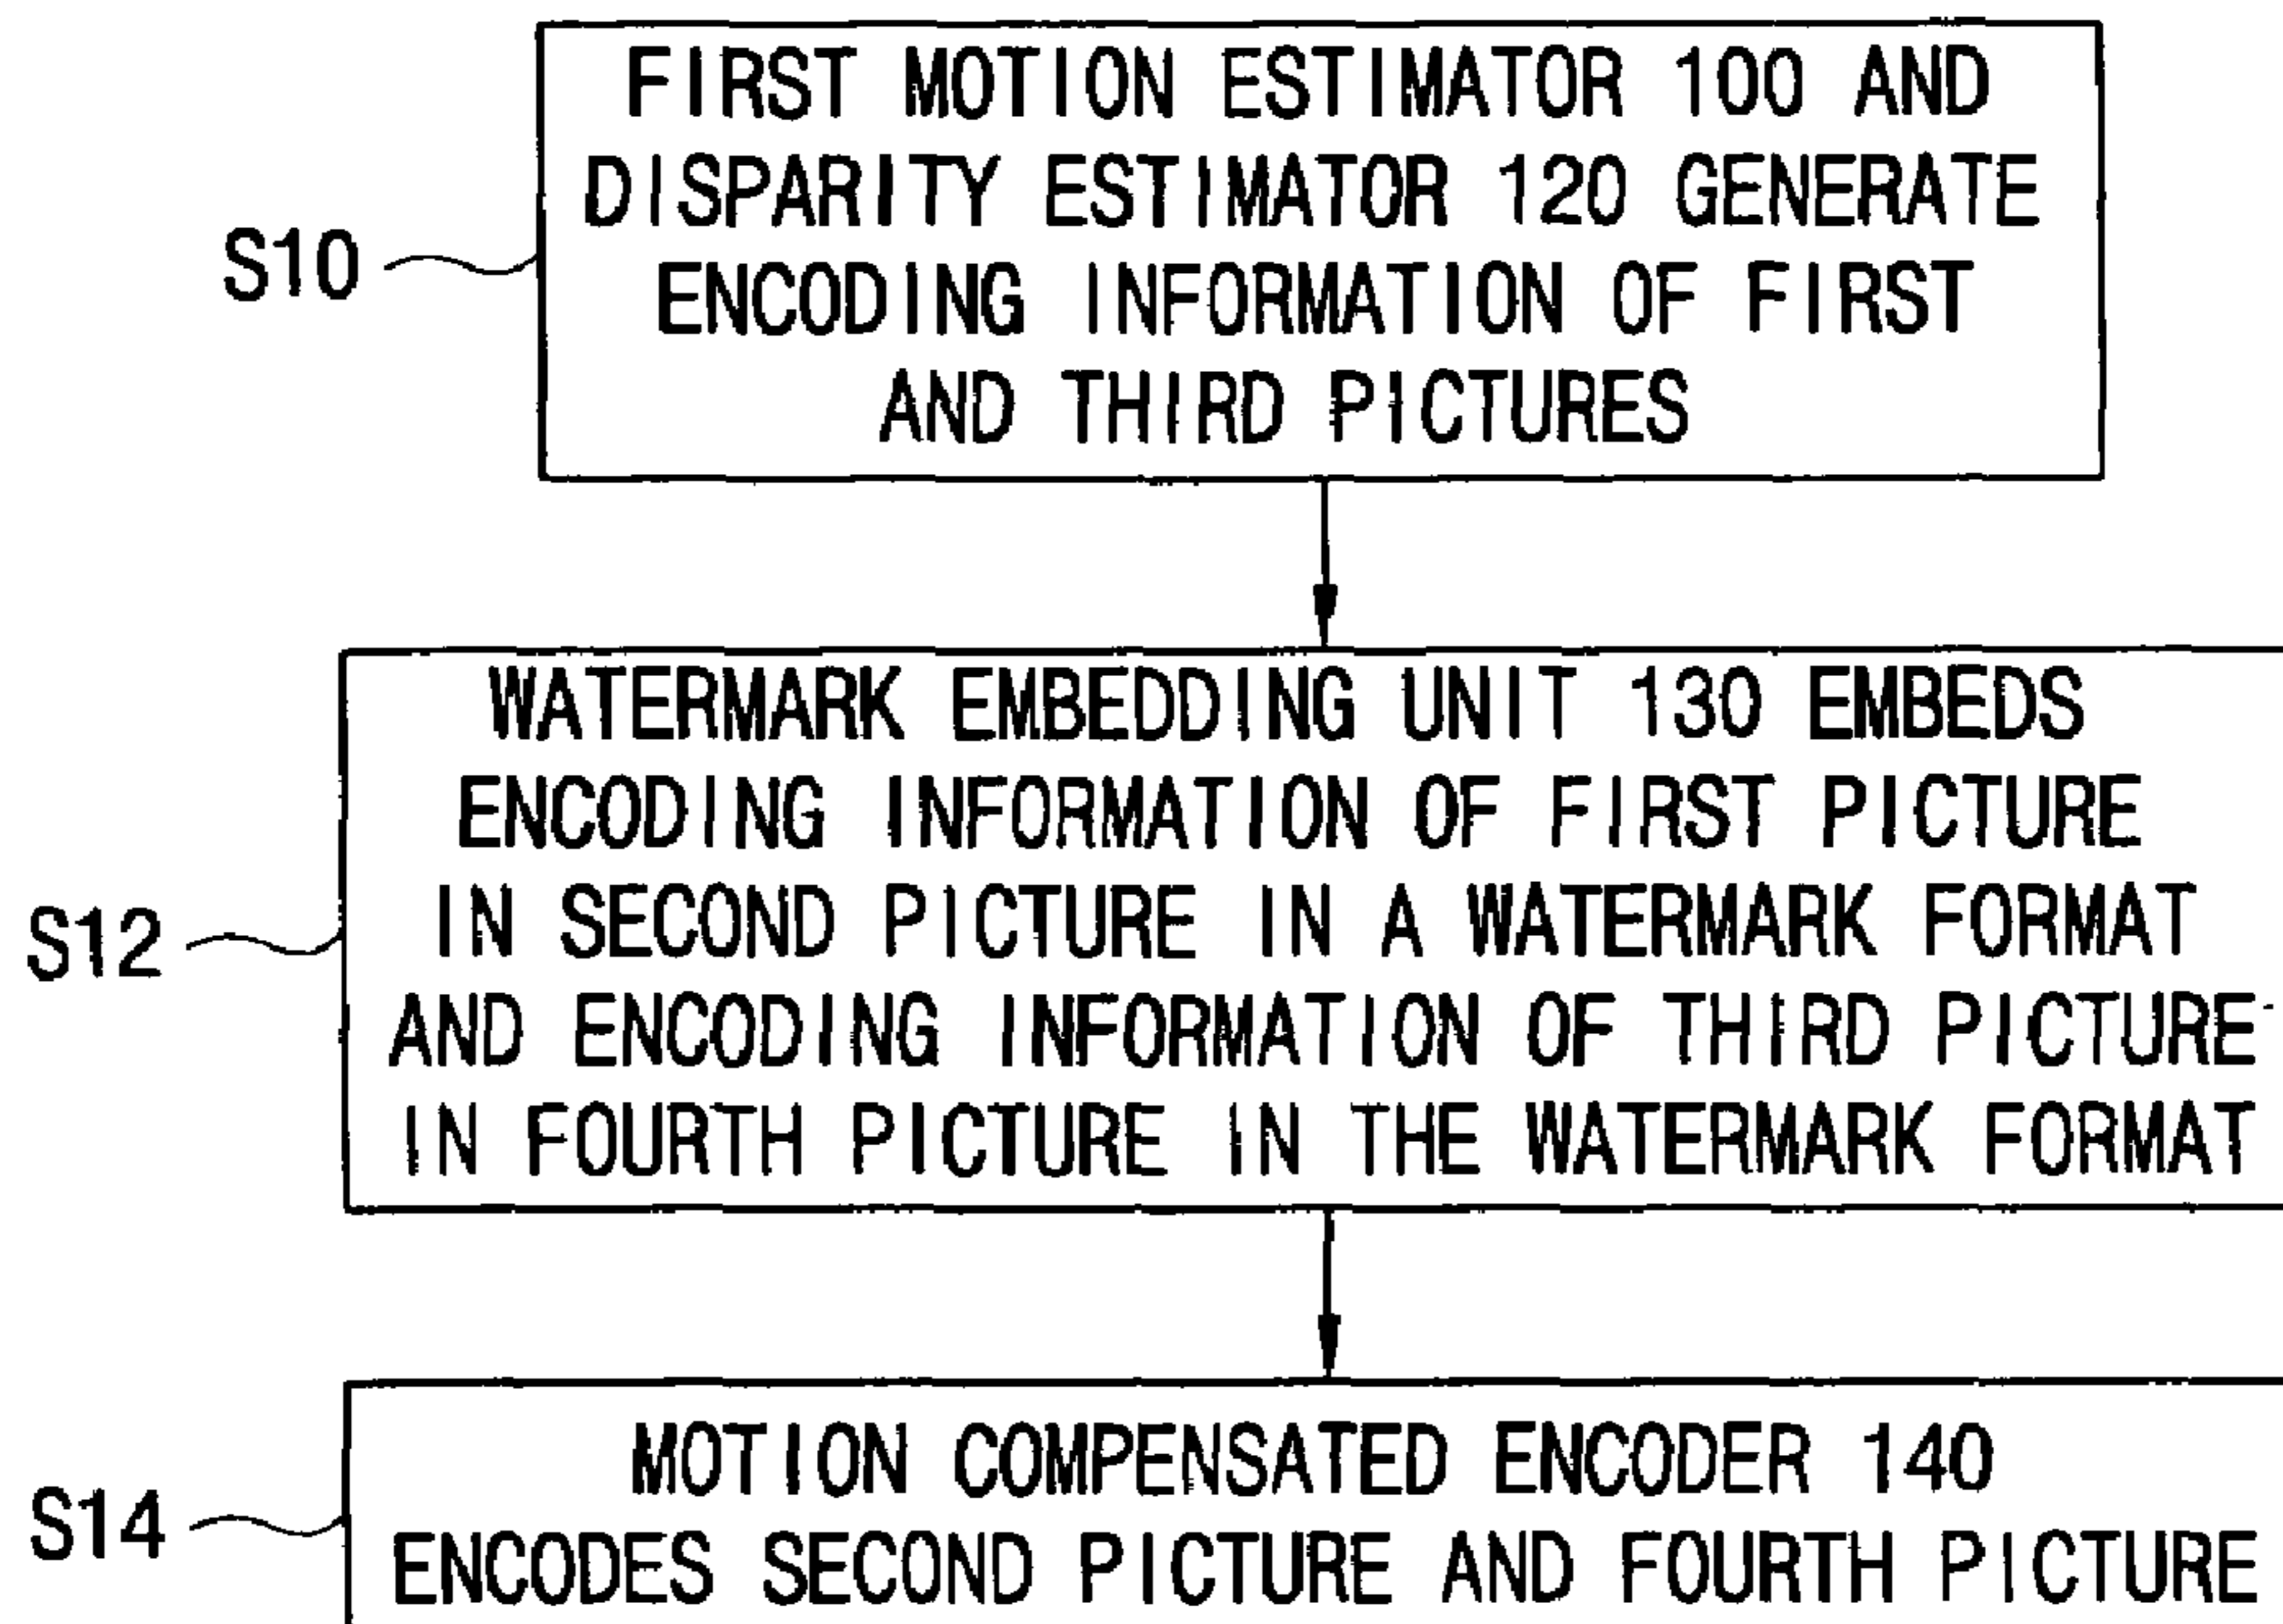 FIRST MOTION ESTIMATOR 100 AND
DISPARITY ESTIMATOR 120 GENERATE
ENCODING INFORMATION OF FIRST
AND THIRD PICTURES
S10
WATERMARK EMBEDDING UNIT 130 EMBEDS
ENCODING INFORMATION OF FIRST PICTURE
IN SECOND PICTURE IN A WATERMARK FORMAT
AND ENCODING INFORMATION OF THIRD PICTURE
IN FOURTH PICTURE IN THE WATERMARK FORMAT
S12
MOTION COMPENSATED ENCODER 140
ENCODES SECOND PICTURE AND FOURTH PICTURE
S14